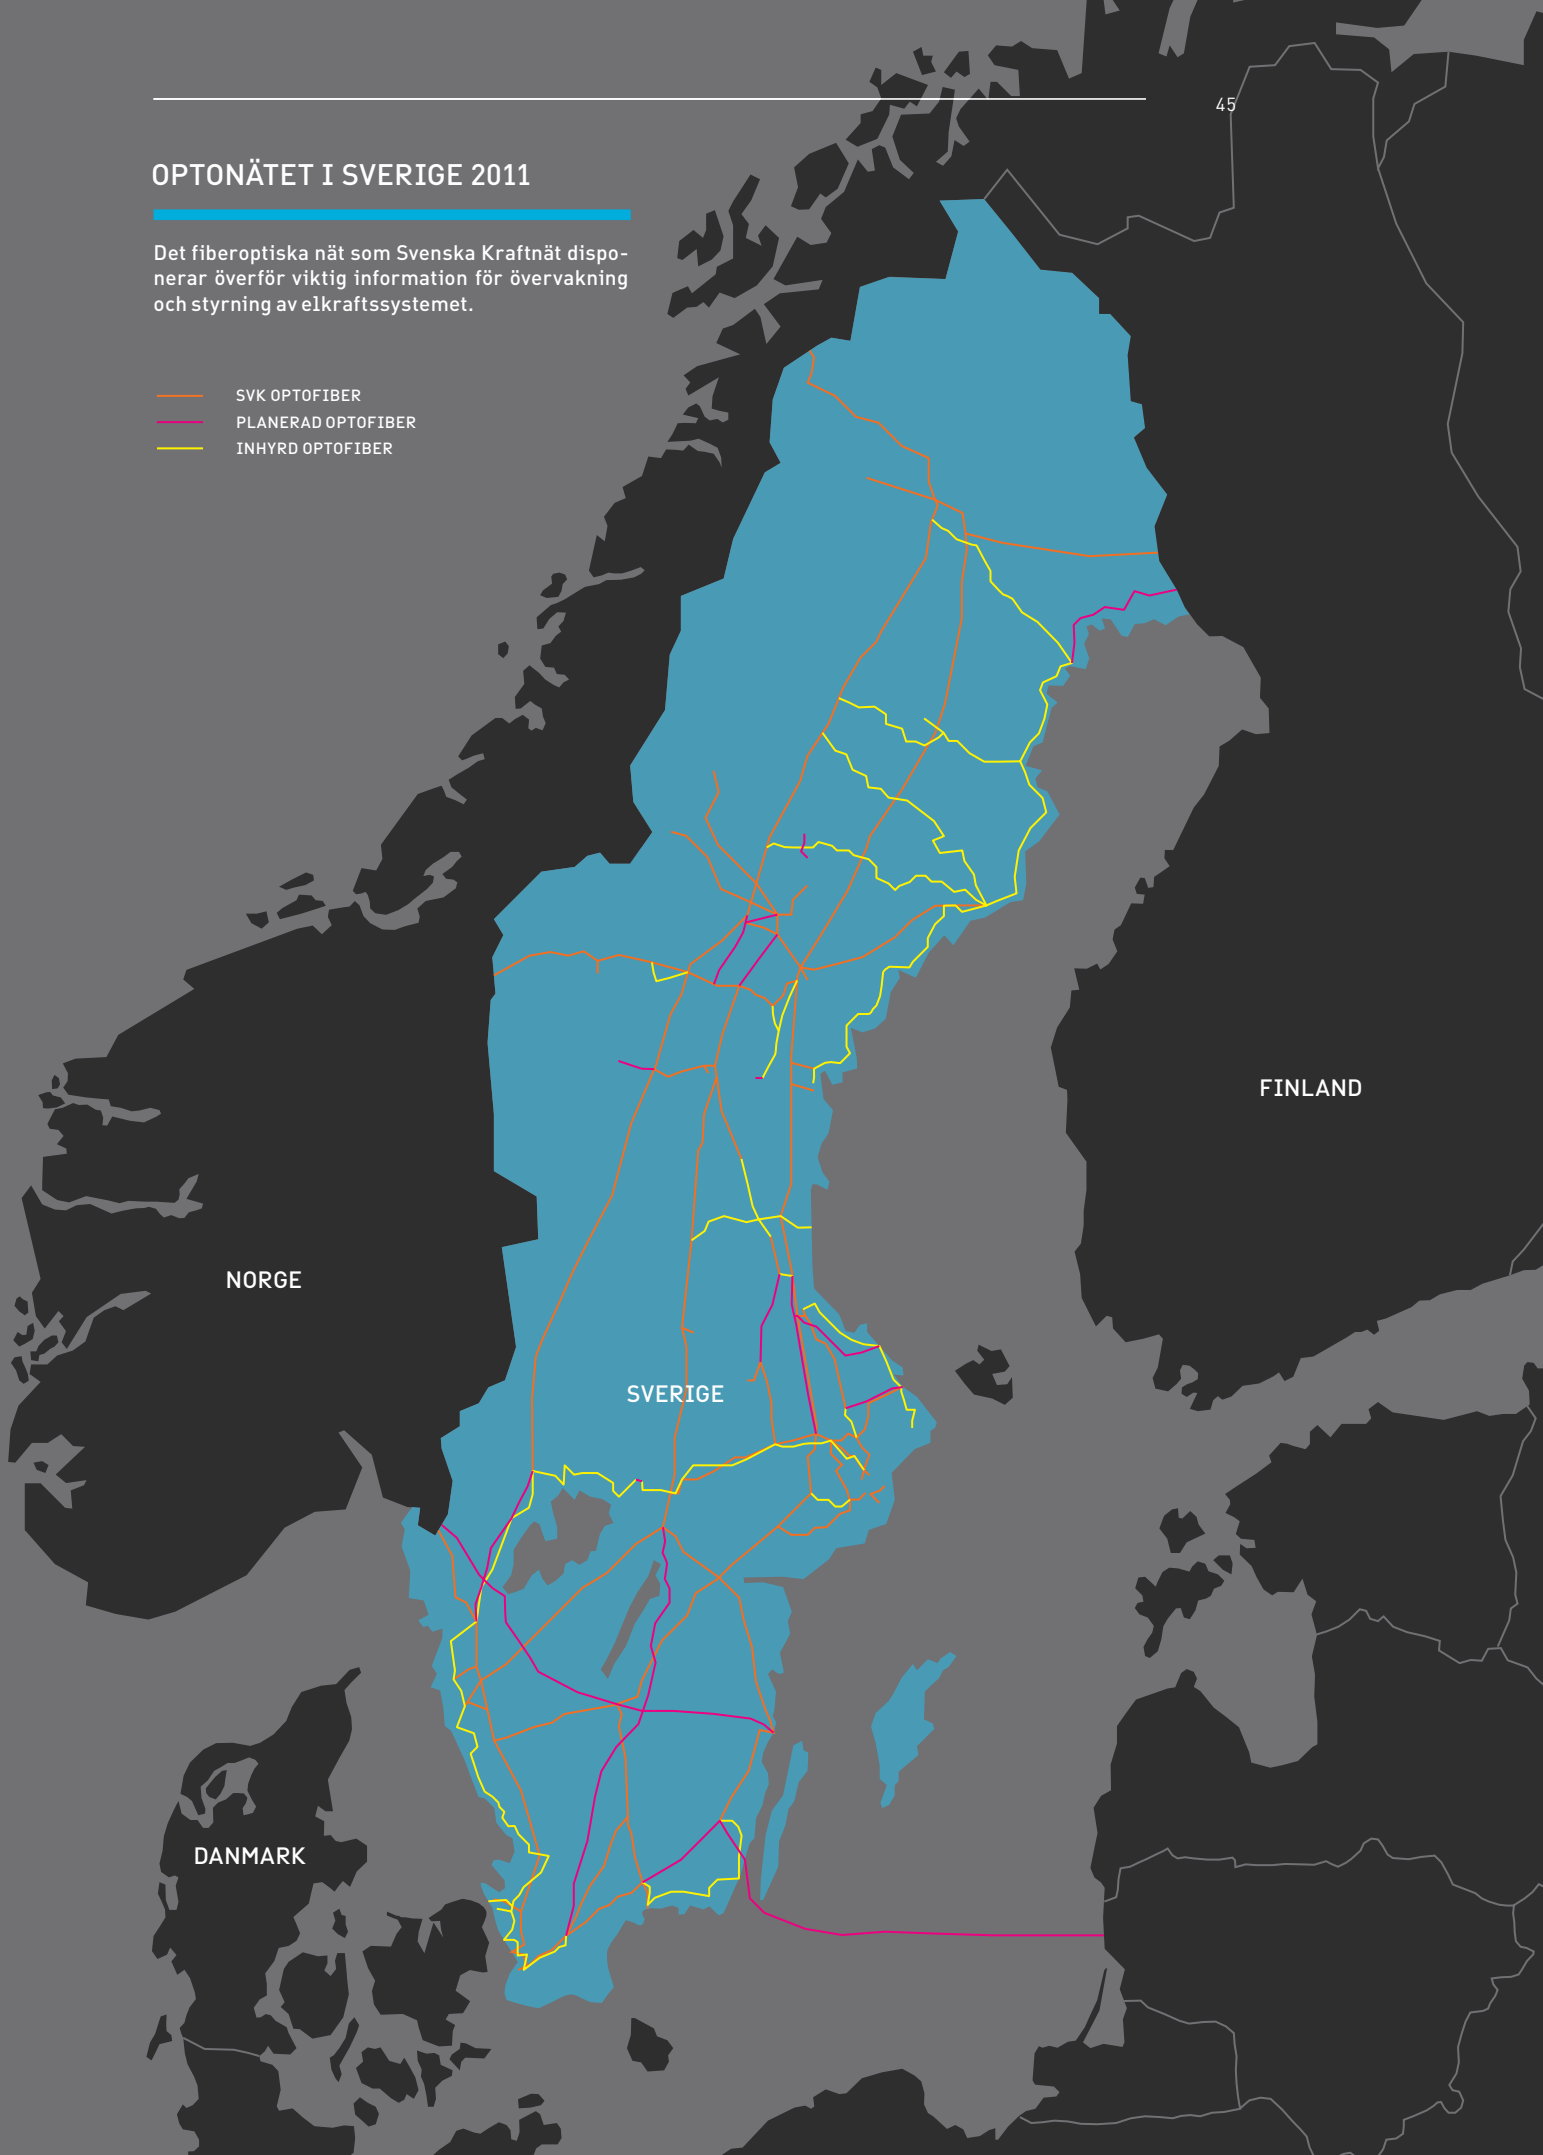 45
OPTONÄTET I SVERIGE 2011
Det fiberoptiska nät som Svenska Kraftnät dispo-
nerar överför viktig information för övervakning
och styrning av elkraftssystemet.
SVK OPTOFIBER
PLANERAD OPTOFIBER
INHYRD OPTOFIBER
FINLAND
NORGE
SVERIGE
DANMARK